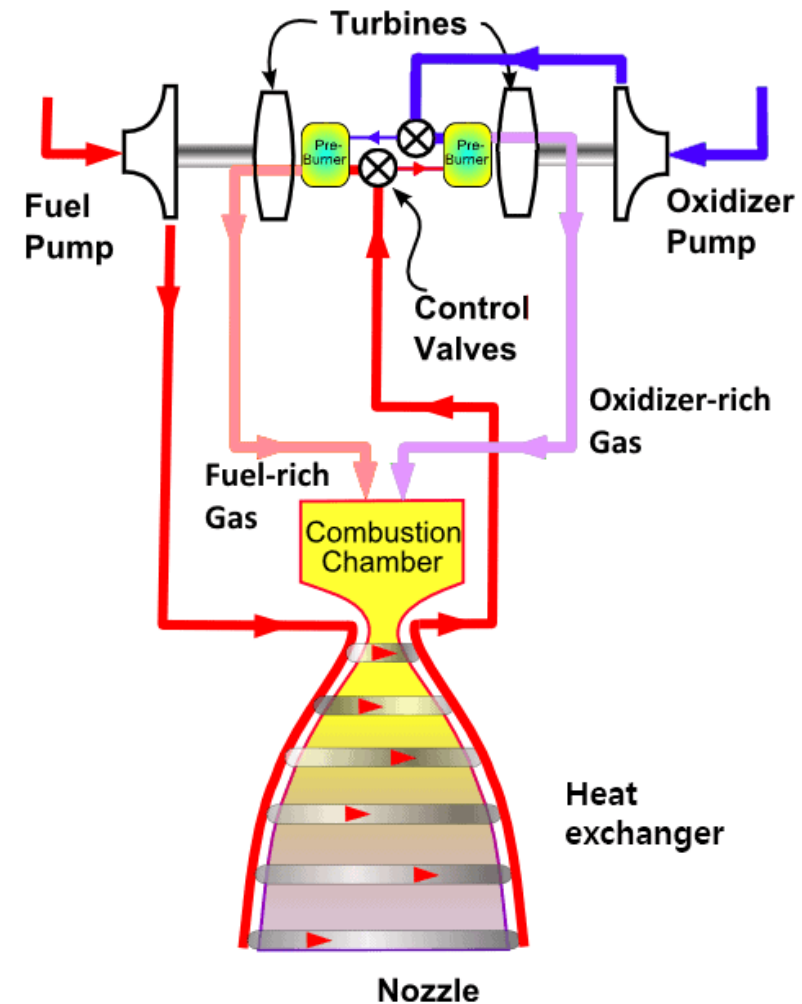 Turbines
Pre-
Burner
Pre-
Burner
Fuel
Pump
Oxidizer
Pump
Control
Valves
Oxidizer-rich
Gas
Fuel-rich
Gas
Combustion
Chamber
Heat
exchanger
Nozzle